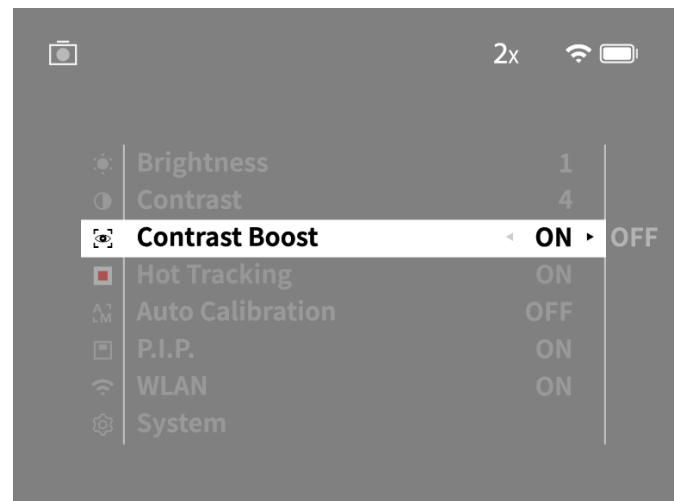 2x
Brightness 1
Contrast 4
Contrast Boost ON OFF
Hot Tracking ON
Auto Calibration OFF
P.I.P. ON
WLAN ON
System